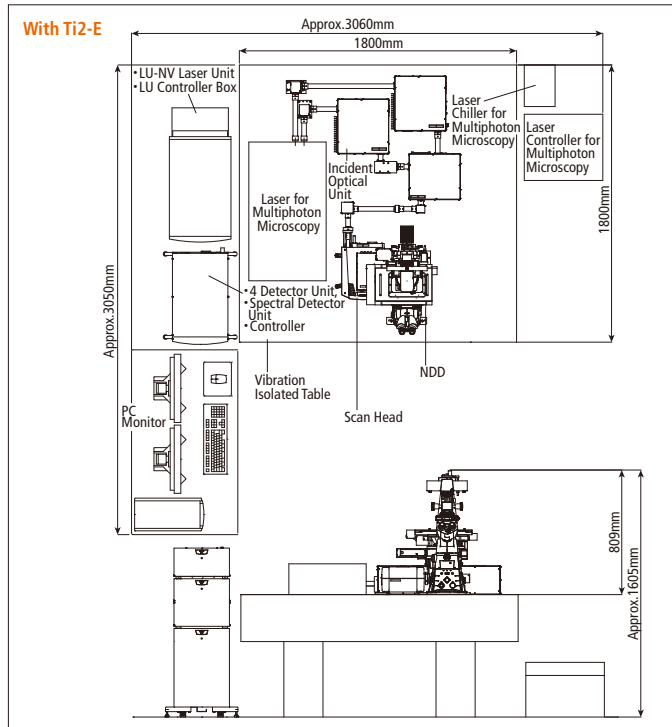 With Ti2-E
Approx.3060mm
1800mm
•LU-NV Laser Unit
•LU Controller Box
Laser
Chiller for
Multiphoton
Microscopy
Laser
Controller for
Multiphoton
Microscopy
Incident
Optical
Unit
Laser for
Multiphoton
Microscopy
1800mm
Approx.3050mm
•4 Detector Unit,
•Spectral Detector
Unit
•Controller
Vibration
Isolated Table
NDD
Scan Head
PC
Monitor
809mm
Approx.1605mm